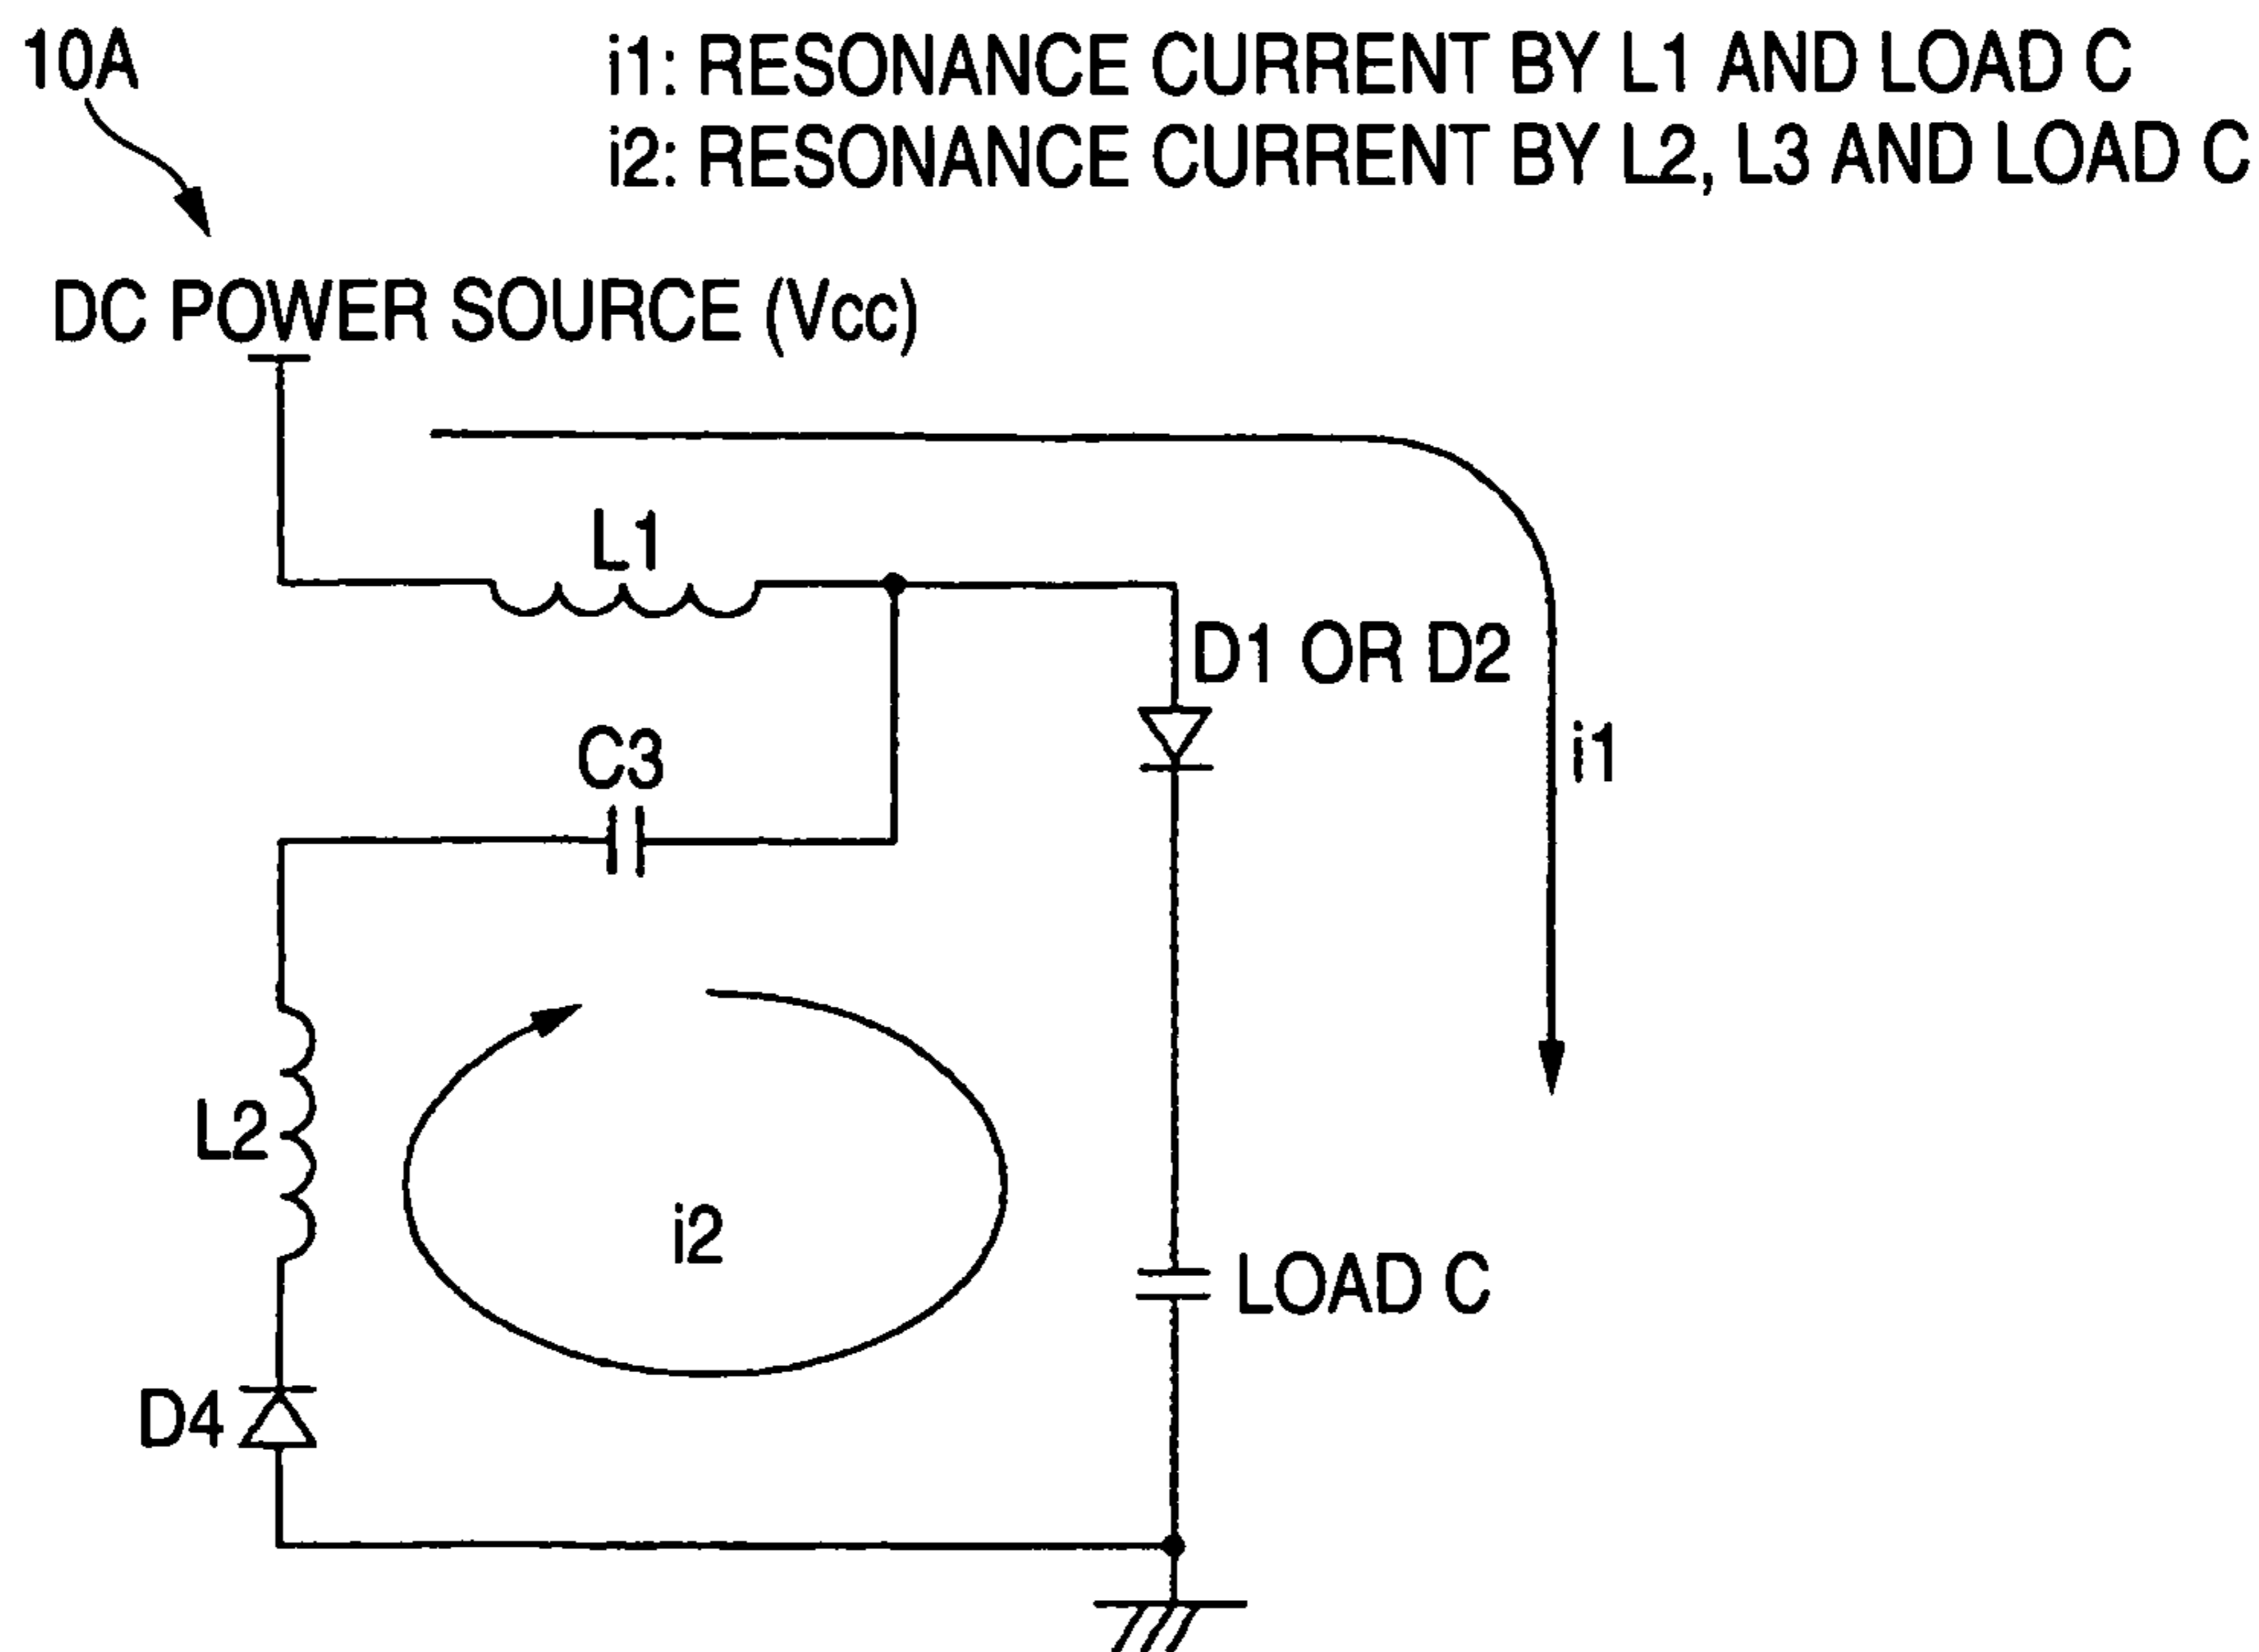 10A
i1: RESONANCE CURRENT BY L1 AND LOAD C
i2: RESONANCE CURRENT BY L2, L3 AND LOAD C
DC POWER SOURCE (Vcc)
L1
D1 OR D2
C3
i1
L2
i2
LOAD C
D4